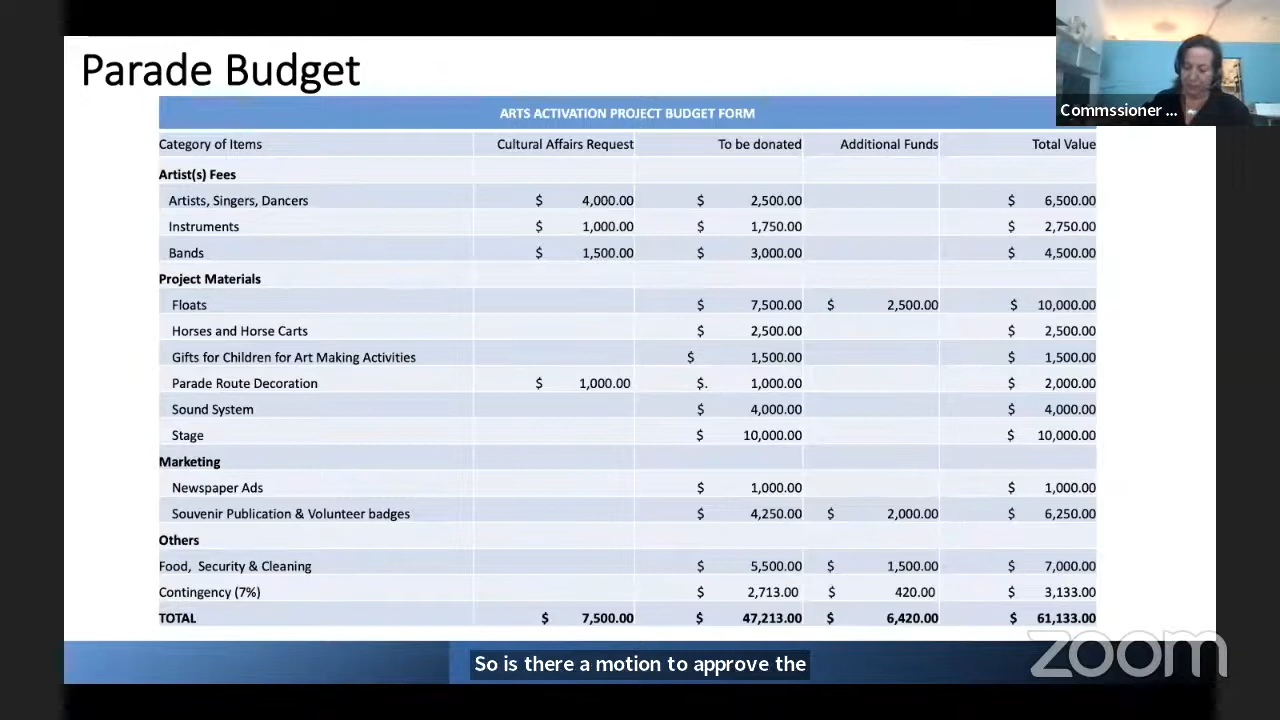 Parade Budget
Commssioner ...
ARTS ACTIVATION PROJECT BUDGET FORM
Category of Items Cultural Affairs Request To be donated Additional Funds Total Value
Artist(s) Fees
Artists, Singers, Dancers $ 4,000.00 $ 2,500.00 $ 6,500.00
Instruments $ 1,000.00 $ 1,750.00 $ 2,750.00
Bands $ 1,500.00 $ 3,000.00 $ 4,500.00
Project Materials
Floats $ 7,500.00 $ 2,500.00 $ 10,000.00
Horses and Horse Carts $ 2,500.00 $ 2,500.00
Gifts for Children for Art Making Activities $ 1,500.00 $ 1,500.00
Parade Route Decoration $ 1,000.00 $. 1,000.00 $ 2,000.00
Sound System $ 4,000.00 $ 4,000.00
Stage $ 10,000.00 $ 10,000.00
Marketing
Newspaper Ads $ 1,000.00 $ 1,000.00
Souvenir Publication & Volunteer badges $ 4,250.00 $ 2,000.00 $ 6,250.00
Others
Food, Security & Cleaning $ 5,500.00 $ 1,500.00 $ 7,000.00
Contingency (7%) $ 2,713.00 $ 420.00 $ 3,133.00
TOTAL $ 7,500.00 $ 47,213.00 $ 6,420.00 $ 61,133.00
So is there a motion to approve the
zoom